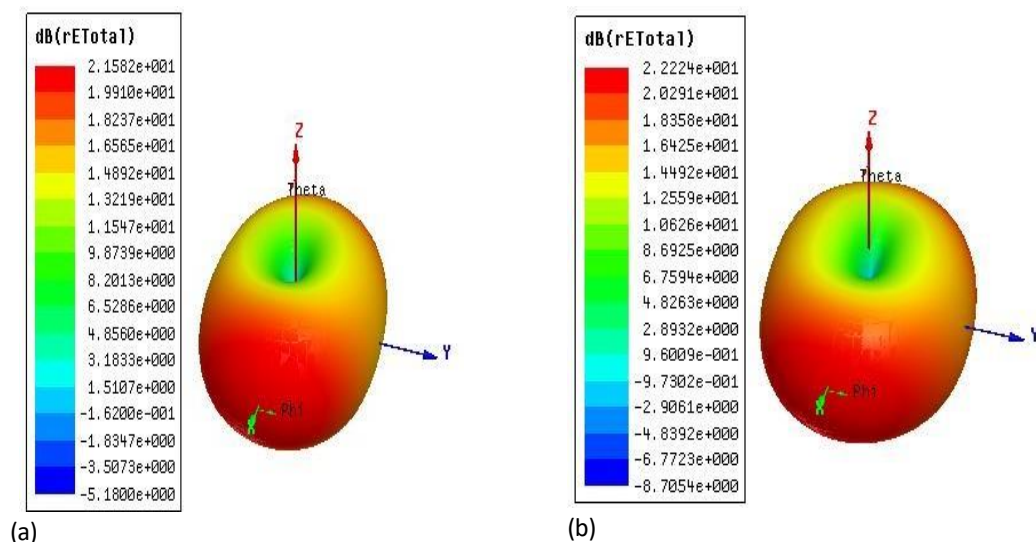 dB(rETotal)
2.1582e+001
1.9910e+001
1.8237e+001
1.6565e+001
1.4892e+001
1.3219e+001
1.1547e+001
9.8739e+000
8.2013e+000
6.5286e+000
4.8560e+000
3.1833e+000
1.5107e+000
-1.6200e-001
-1.8347e+000
-3.5073e+000
-5.1800e+000
Z
Theta
Y
Phi
X
(a)
dB(rETotal)
2.2224e+001
2.0291e+001
1.8358e+001
1.6425e+001
1.4492e+001
1.2559e+001
1.0626e+001
8.6925e+000
6.7594e+000
4.8263e+000
2.8932e+000
9.6009e-001
-9.7302e-001
-2.9061e+000
-4.8392e+000
-6.7723e+000
-8.7054e+000
Z
Theta
Y
Phi
X
(b)